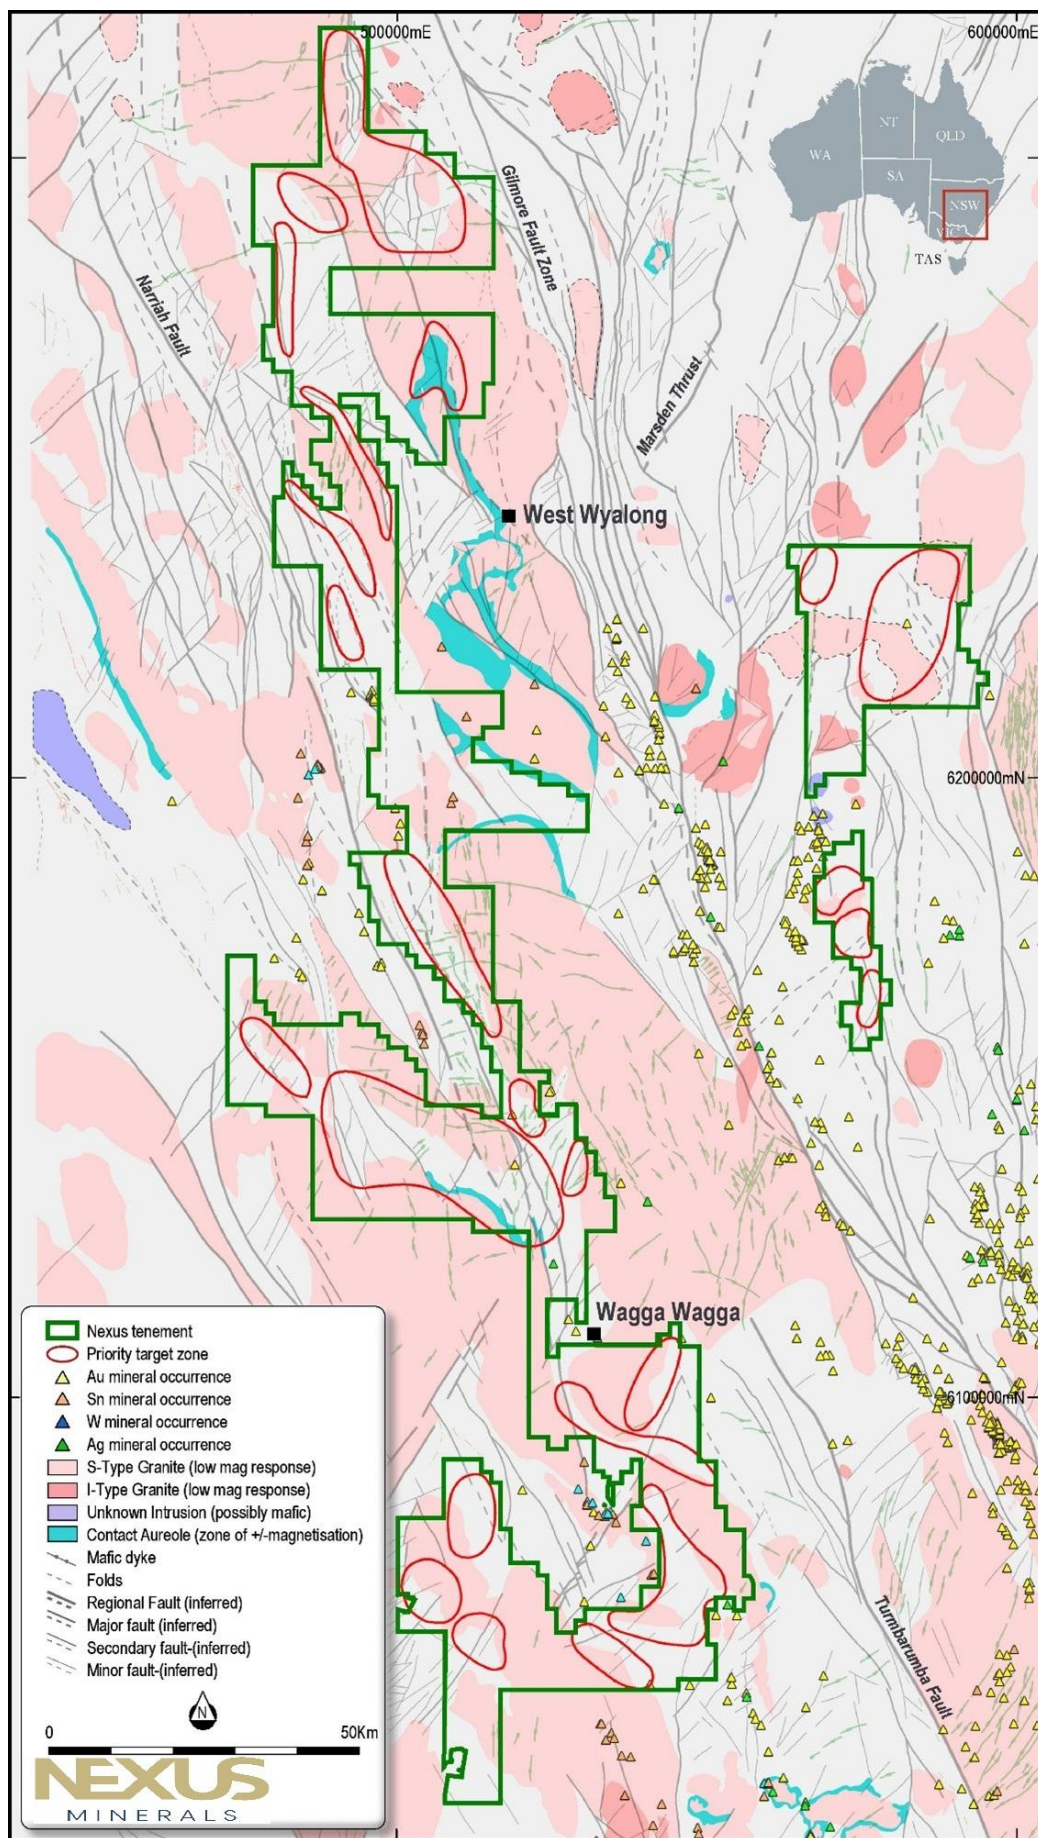 500000mE
600000mE
NT
QLD
WA
SA
NSW
VIC
TAS
Gilmore Fault Zone
Narriah Fault
Marsden Thrust
West Wyalong
6200000mN
Wagga Wagga
6100000mN
Tumbarumba Fault
Nexus tenement
Priority target zone
Au mineral occurrence
Sn mineral occurrence
W mineral occurrence
Ag mineral occurrence
S-Type Granite (low mag response)
I-Type Granite (low mag response)
Unknown Intrusion (possibly mafic)
Contact Aureole (zone of +/-magnetisation)
Mafic dyke
Folds
Regional Fault (inferred)
Major fault (inferred)
Secondary fault-(inferred)
Minor fault-(inferred)
N
0
50Km
NEXUS
MINERALS